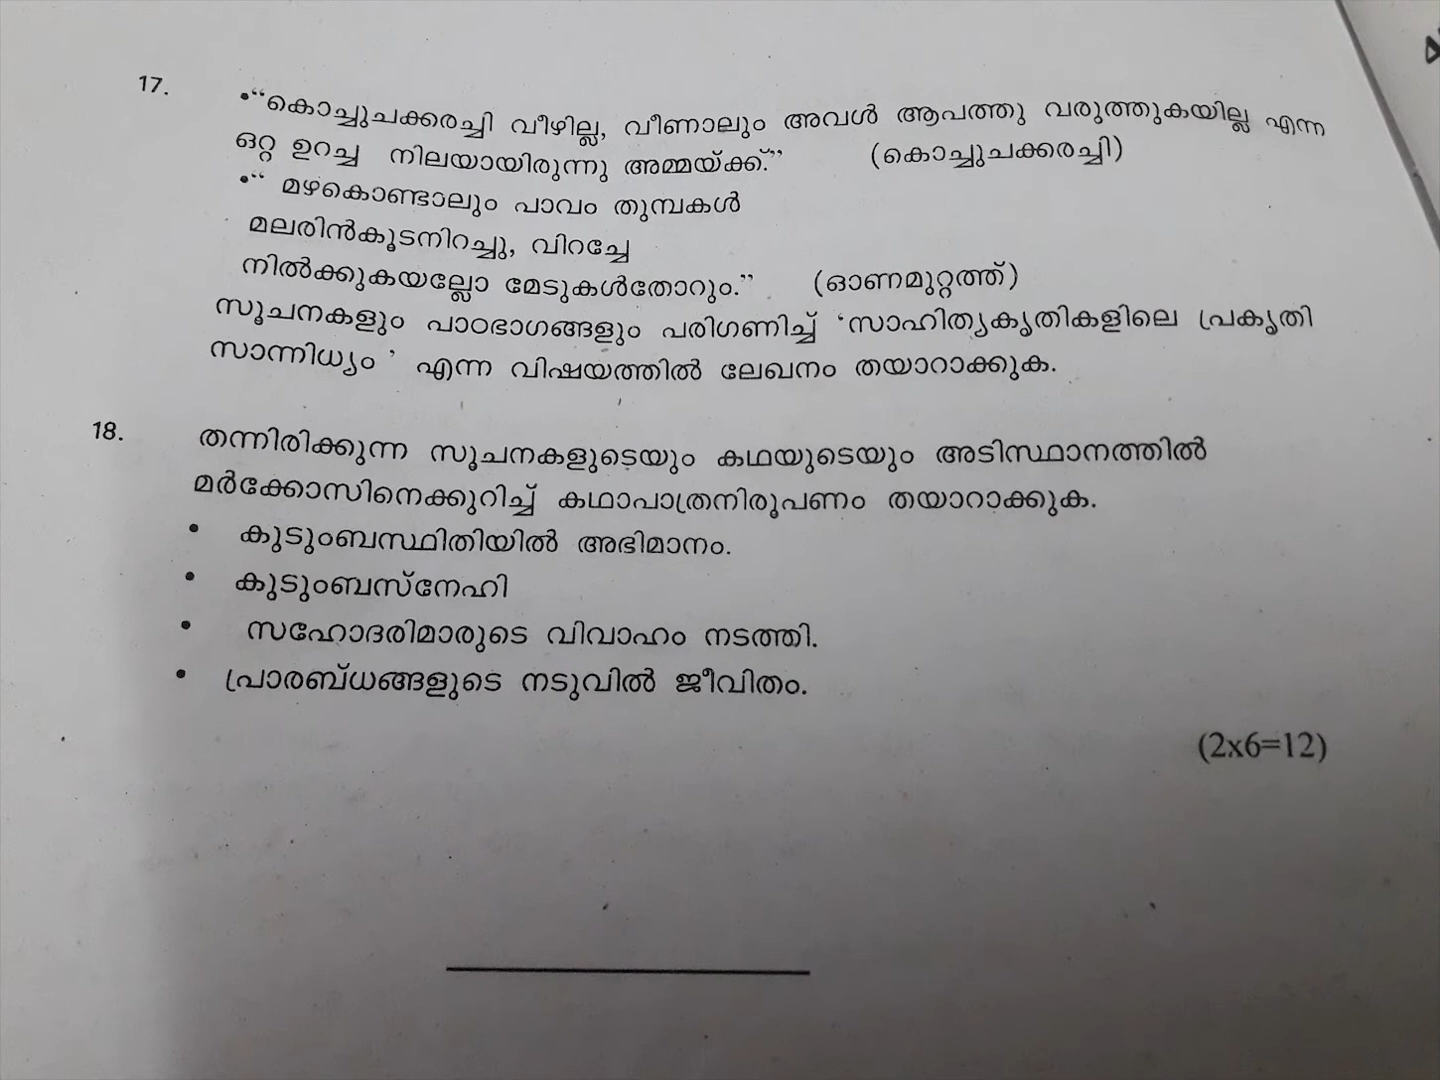 17.
•“കൊച്ചുചക്കരച്ചി വീഴില്ല, വീണാലും അവൾ ആപത്തു വരുത്തുകയില്ല എന്ന
ഒറ്റ ഉറച്ച നിലയായിരുന്നു അമ്മയ്ക്ക്.” (കൊച്ചുചക്കരച്ചി)
•“ മഴകൊണ്ടാലും പാവം തുമ്പകൾ
മലരിൻകൂടനിറച്ചു, വിറച്ചേ
നിൽക്കുകയല്ലോ മേടുകൾതോറും.” (ഓണമുറ്റത്ത്)
സൂചനകളും പാഠഭാഗങ്ങളും പരിഗണിച്ച് ‘സാഹിത്യകൃതികളിലെ പ്രകൃതി
സാന്നിധ്യം ’ എന്ന വിഷയത്തിൽ ലേഖനം തയാറാക്കുക.
18. തന്നിരിക്കുന്ന സൂചനകളുടെയും കഥയുടെയും അടിസ്ഥാനത്തിൽ
മർക്കോസിനെക്കുറിച്ച് കഥാപാത്രനിരൂപണം തയാറാക്കുക.
• കുടുംബസ്ഥിതിയിൽ അഭിമാനം.
• കുടുംബസ്നേഹി
• സഹോദരിമാരുടെ വിവാഹം നടത്തി.
• പ്രാരബ്ധങ്ങളുടെ നടുവിൽ ജീവിതം.
(2x6=12)